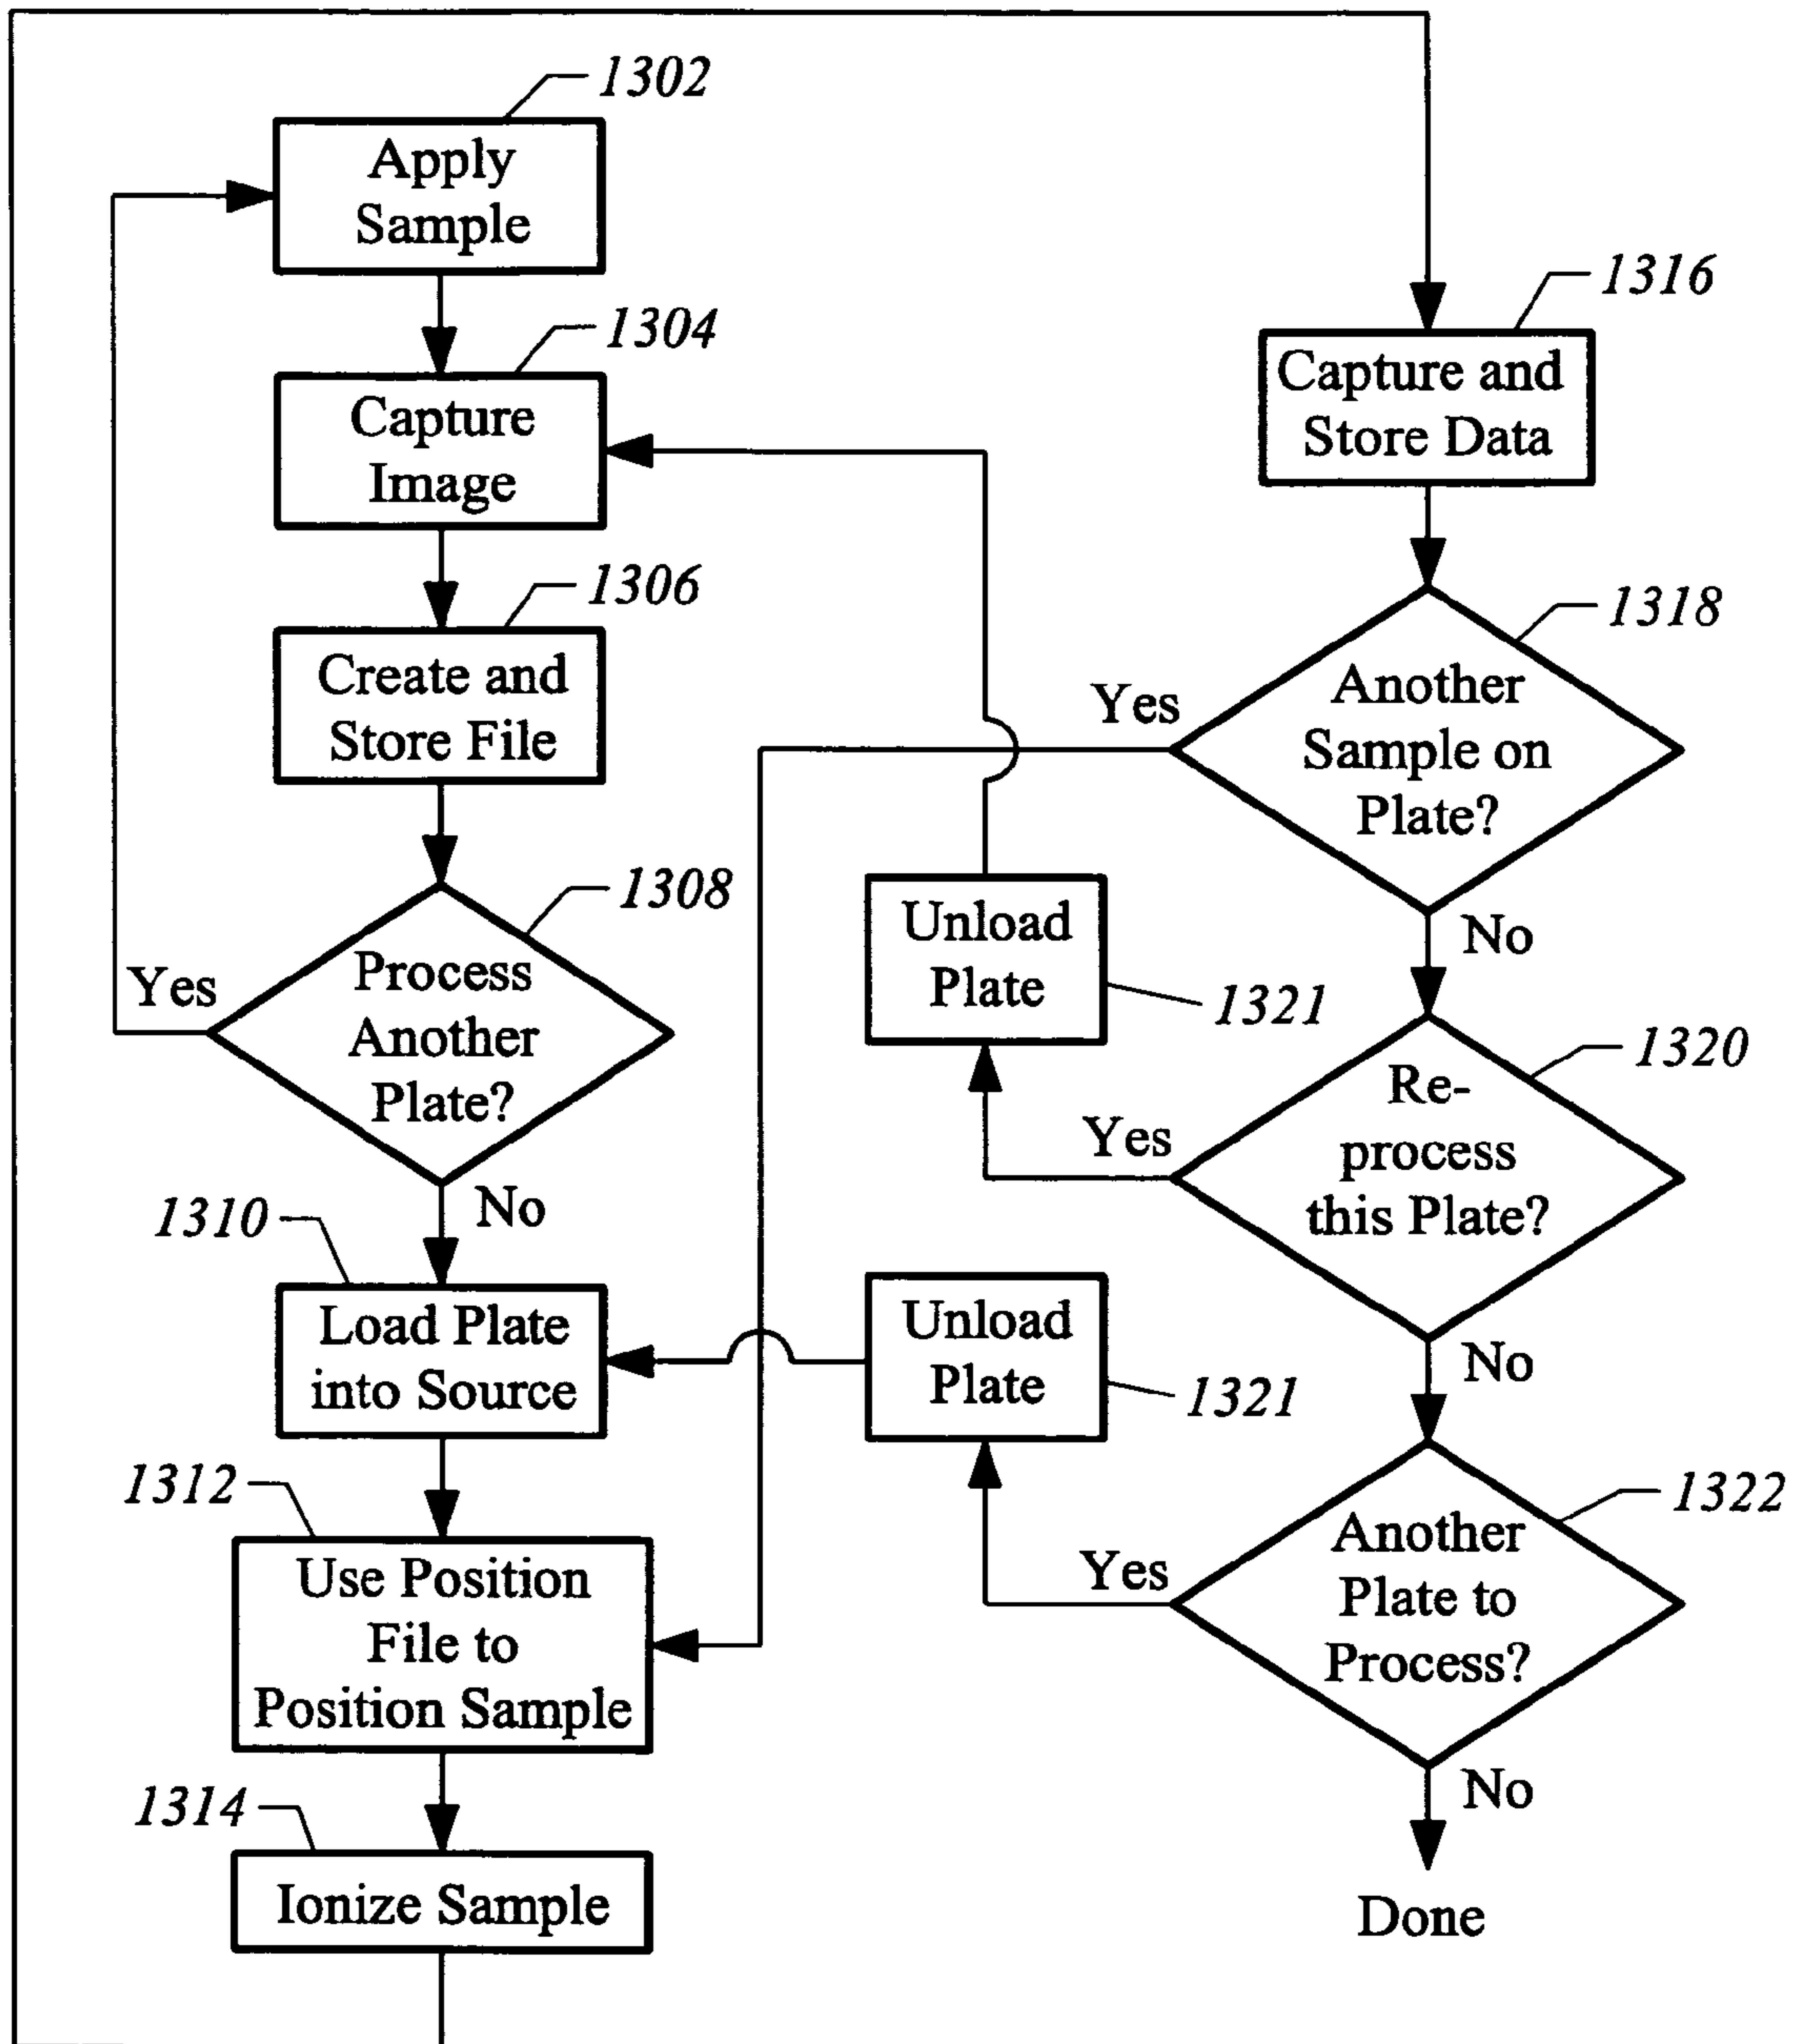 1302
Apply
Sample
1304
Capture
Image
1306
Create and
Store File
1308
Process
Another
Plate?
Yes
No
1310
Load Plate
into Source
1312
Use Position
File to
Position Sample
1314
Ionize Sample
1316
Capture and
Store Data
1318
Another
Sample on
Plate?
Yes
No
Unload
Plate
1321
1320
Re-
process
this Plate?
Yes
No
Unload
Plate
1321
1322
Another
Plate to
Process?
Yes
No
Done